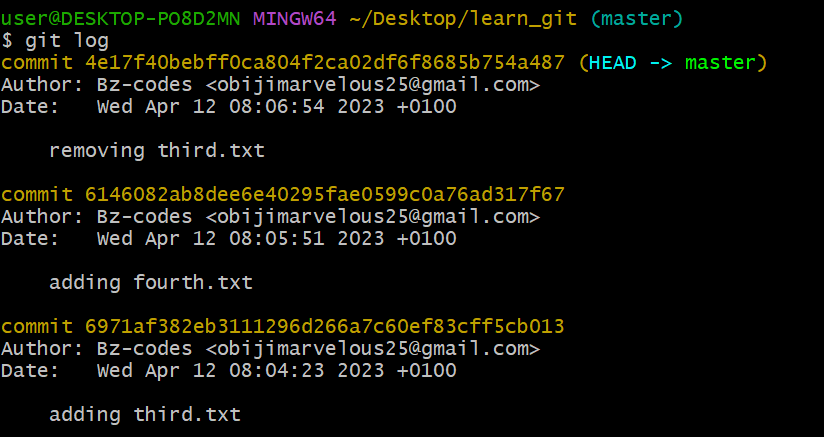 user@DESKTOP-PO8D2MN MINGW64 ~/Desktop/learn_git (master)
$ git log
commit 4e17f40bebff0ca804f2ca02df6f8685b754a487 (HEAD -> master)
Author: Bz-codes <obijimarvelous25@gmail.com>
Date:   Wed Apr 12 08:06:54 2023 +0100
    removing third.txt
commit 6146082ab8dee6e40295fae0599c0a76ad317f67
Author: Bz-codes <obijimarvelous25@gmail.com>
Date:   Wed Apr 12 08:05:51 2023 +0100
    adding fourth.txt
commit 6971af382eb3111296d266a7c60ef83cff5cb013
Author: Bz-codes <obijimarvelous25@gmail.com>
Date:   Wed Apr 12 08:04:23 2023 +0100
    adding third.txt